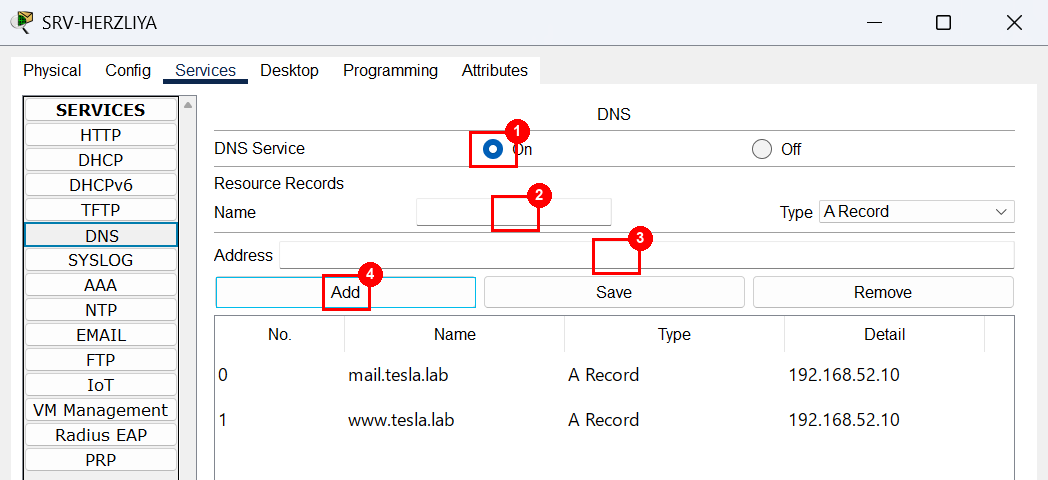 SRV-HERZLIYA
Physical Config Services Desktop Programming Attributes
SERVICES
HTTP
DHCP
DHCPv6
TFTP
DNS
SYSLOG
AAA
NTP
EMAIL
FTP
IoT
VM Management
Radius EAP
PRP
DNS
1
DNS Service On Off
Resource Records
2
Name Type A Record
3
Address
4
Add Save Remove
No. Name Type Detail
0 mail.tesla.lab A Record 192.168.52.10
1 www.tesla.lab A Record 192.168.52.10